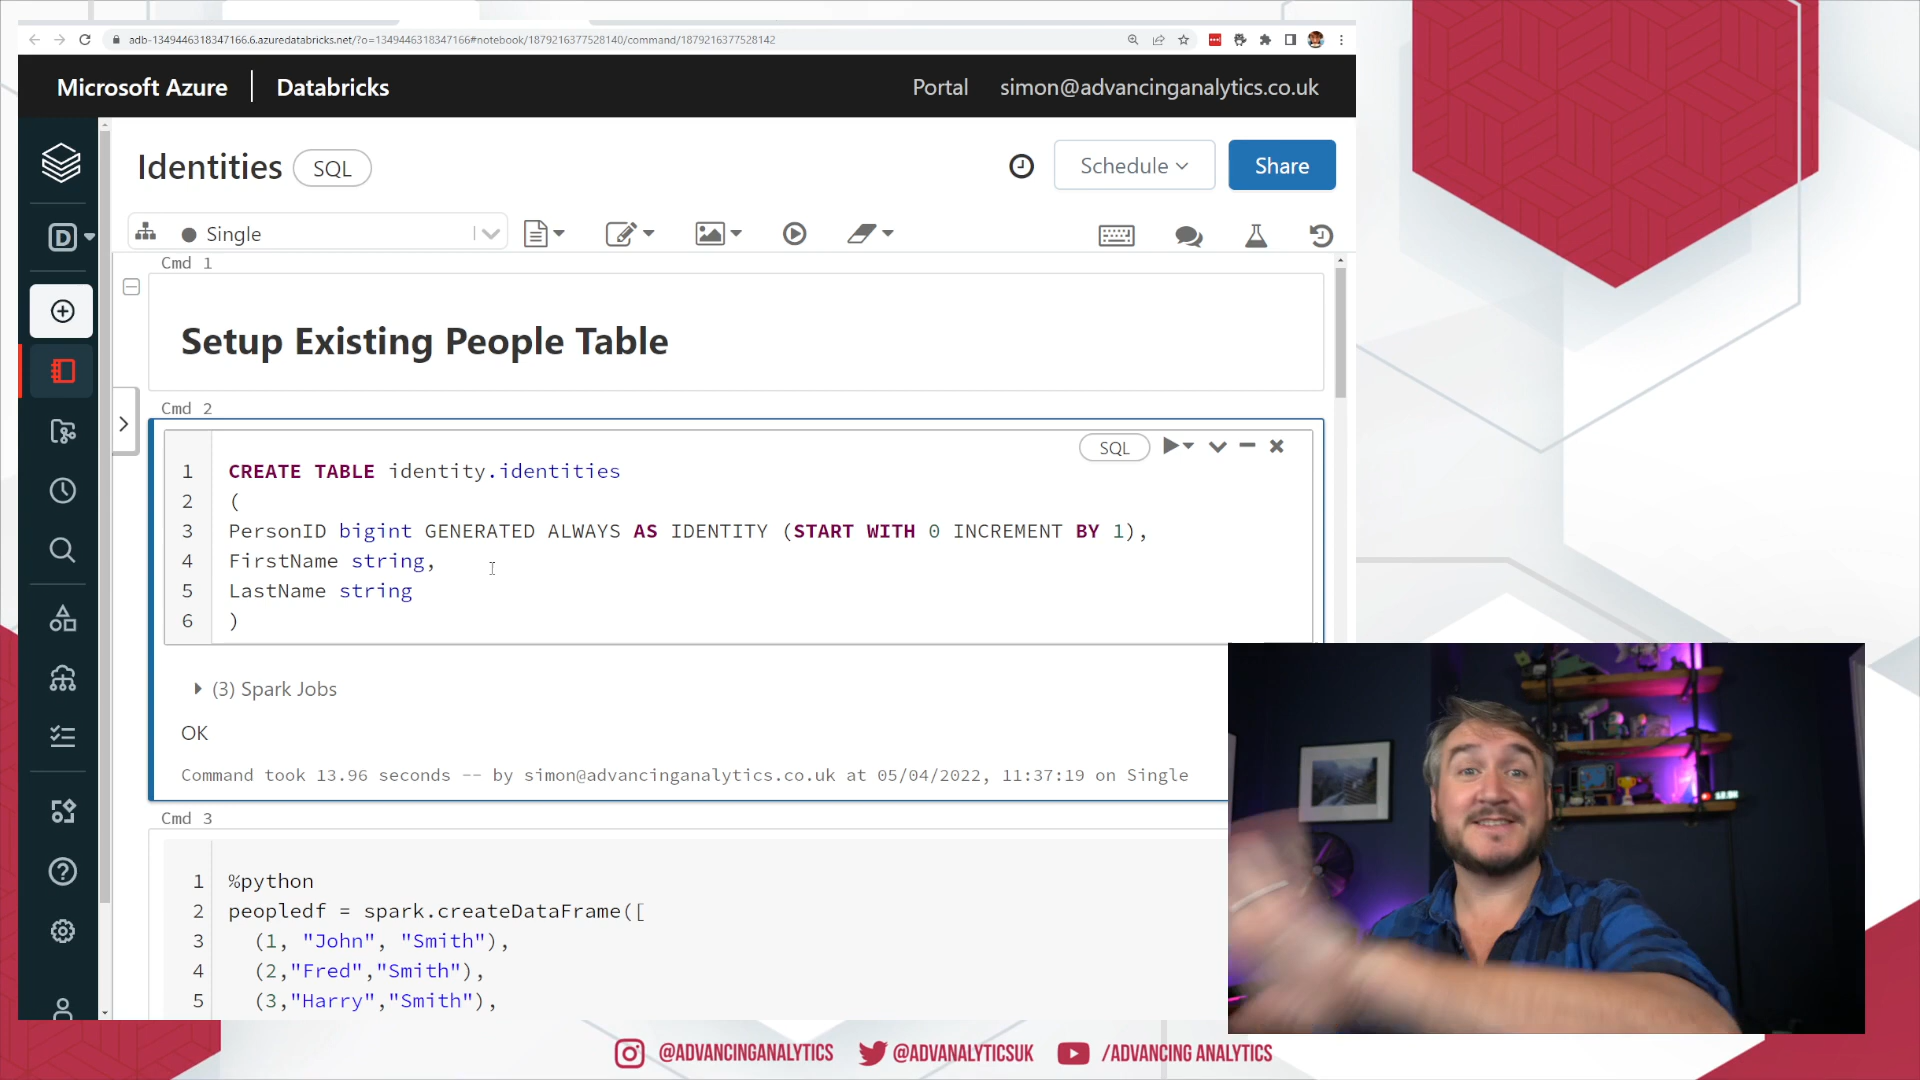 adb-1349446318347166.6.azuredatabricks.net/?o=1349446318347166#notebook/1879216377528140/command/1879216377528142
Microsoft Azure | Databricks
Portal
simon@advancinganalytics.co.uk
Identities
SQL
Schedule
Share
D
Single
Cmd 1
Setup Existing People Table
Cmd 2
SQL
1 CREATE TABLE identity.identities
2 (
3 PersonID bigint GENERATED ALWAYS AS IDENTITY (START WITH 0 INCREMENT BY 1),
4 FirstName string,
5 LastName string
6 )
(3) Spark Jobs
OK
Command took 13.96 seconds -- by simon@advancinganalytics.co.uk at 05/04/2022, 11:37:19 on Single
Cmd 3
1 %python
2 peopledf = spark.createDataFrame([
3 (1, "John", "Smith"),
4 (2,"Fred","Smith"),
5 (3,"Harry","Smith"),
@ADVANCINGANALYTICS
@ADVANALYTICSUK
/ADVANCING ANALYTICS